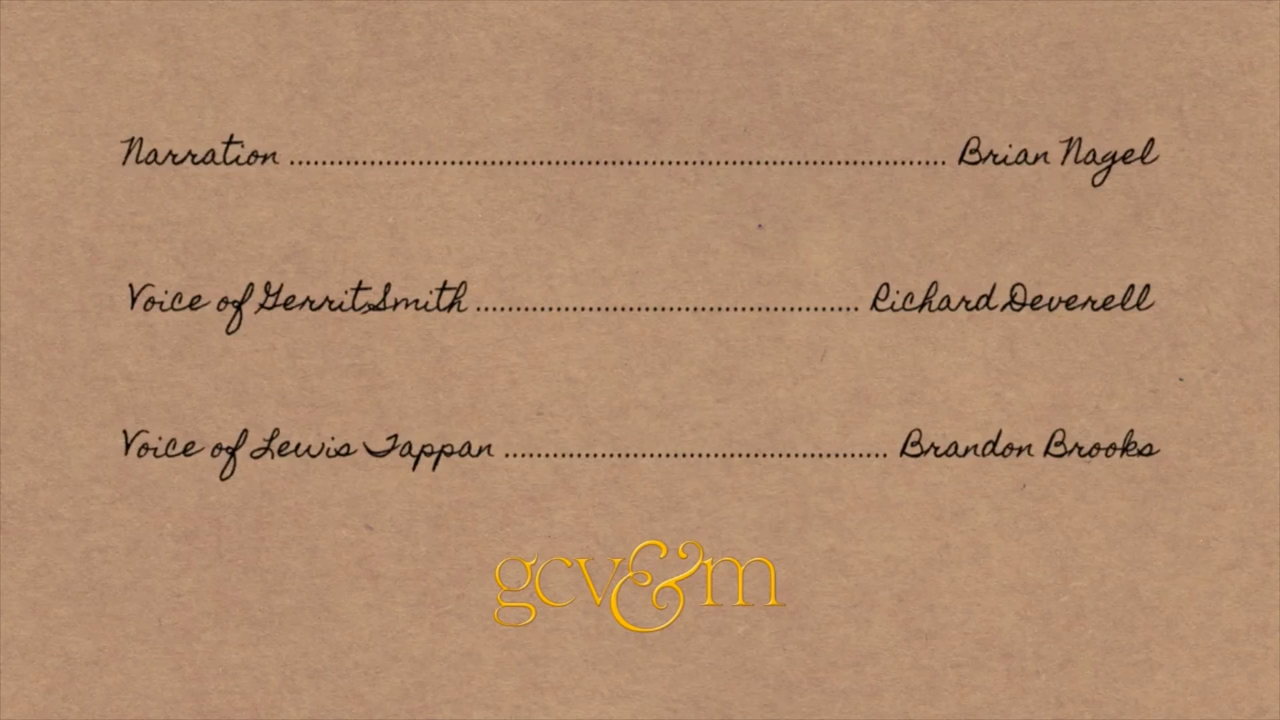 Narration ................................................................................... Brian Nagel
Voice of Gerrit Smith ................................................ Richard Deverell
Voice of Lewis Tappan ................................................ Brandon Brooks
gcv&m